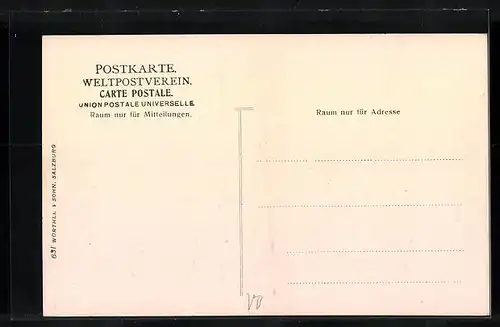 POSTKARTE.
WELTPOSTVEREIN.
CARTE POSTALE.
UNION POSTALE UNIVERSELLE.
Raum nur für Mitteilungen.
Raum nur für Adresse
631 WÜRTHLE & SOHN, SALZBURG